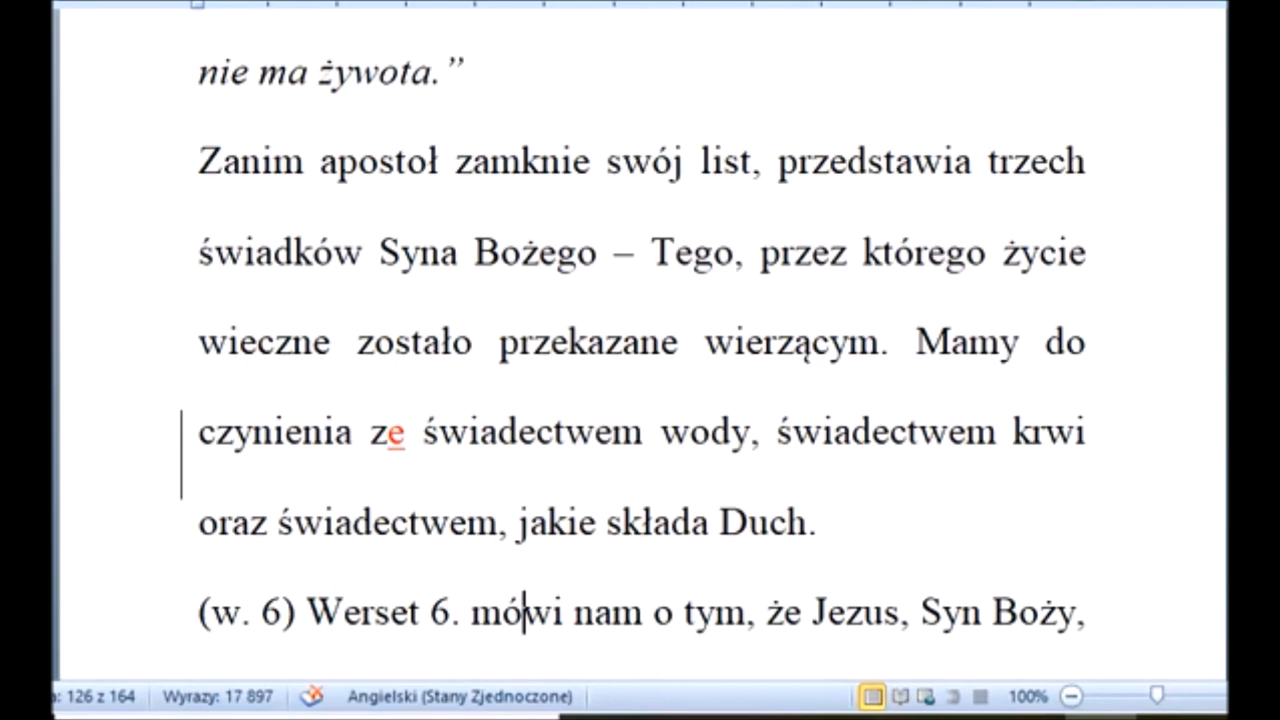 nie ma żywota.”
Zanim apostoł zamknie swój list, przedstawia trzech
świadków Syna Bożego – Tego, przez którego życie
wieczne zostało przekazane wierzącym. Mamy do
czynienia ze świadectwem wody, świadectwem krwi
oraz świadectwem, jakie składa Duch.
(w. 6) Werset 6. mówi nam o tym, że Jezus, Syn Boży,
: 126 z 164 Wyrazy: 17 897 Angielski (Stany Zjednoczone) 100%